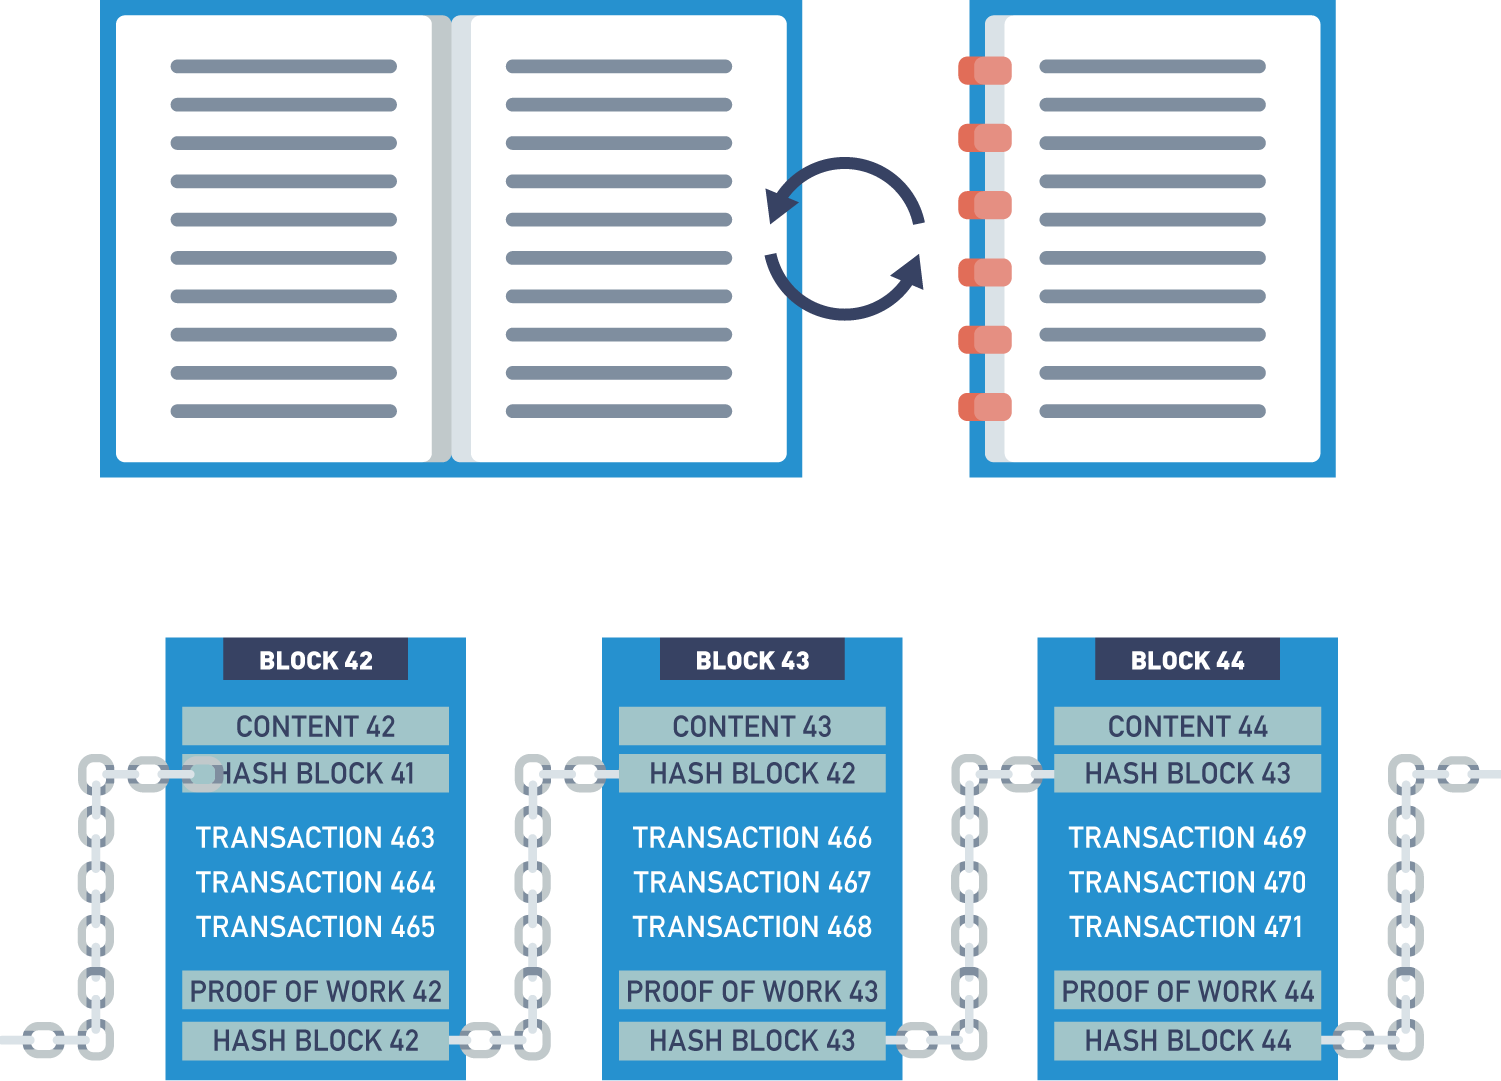 BLOCK 42
CONTENT 42
HASH BLOCK 41
TRANSACTION 463
TRANSACTION 464
TRANSACTION 465
PROOF OF WORK 42
HASH BLOCK 42
BLOCK 43
CONTENT 43
HASH BLOCK 42
TRANSACTION 466
TRANSACTION 467
TRANSACTION 468
PROOF OF WORK 43
HASH BLOCK 43
BLOCK 44
CONTENT 44
HASH BLOCK 43
TRANSACTION 469
TRANSACTION 470
TRANSACTION 471
PROOF OF WORK 44
HASH BLOCK 44